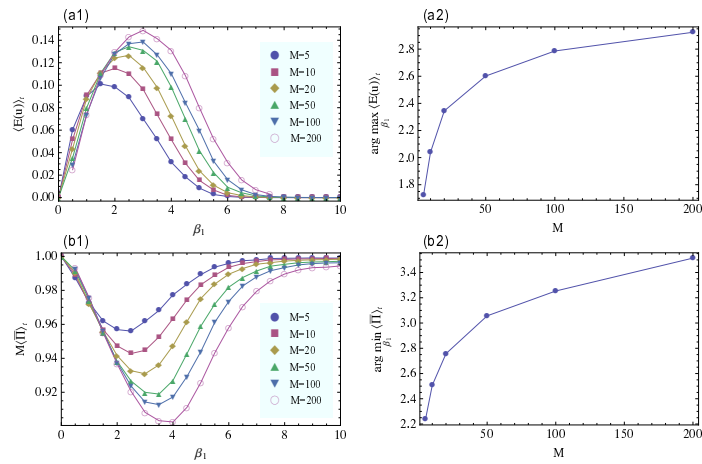 (a1)
⟨E(u)⟩t
0.14
0.12
0.10
0.08
0.06
0.04
0.02
0.00
0 2 4 6 8 10
β1
M=5
M=10
M=20
M=50
M=100
M=200
(a2)
arg max ⟨E(u)⟩t
β1
2.8
2.6
2.4
2.2
2.0
1.8
0 50 100 150 200
M
(b1)
M⟨Π̅⟩t
1.00
0.98
0.96
0.94
0.92
0 2 4 6 8 10
β1
M=5
M=10
M=20
M=50
M=100
M=200
(b2)
arg min ⟨Π̅⟩t
β1
3.4
3.2
3.0
2.8
2.6
2.4
2.2
0 50 100 150 200
M